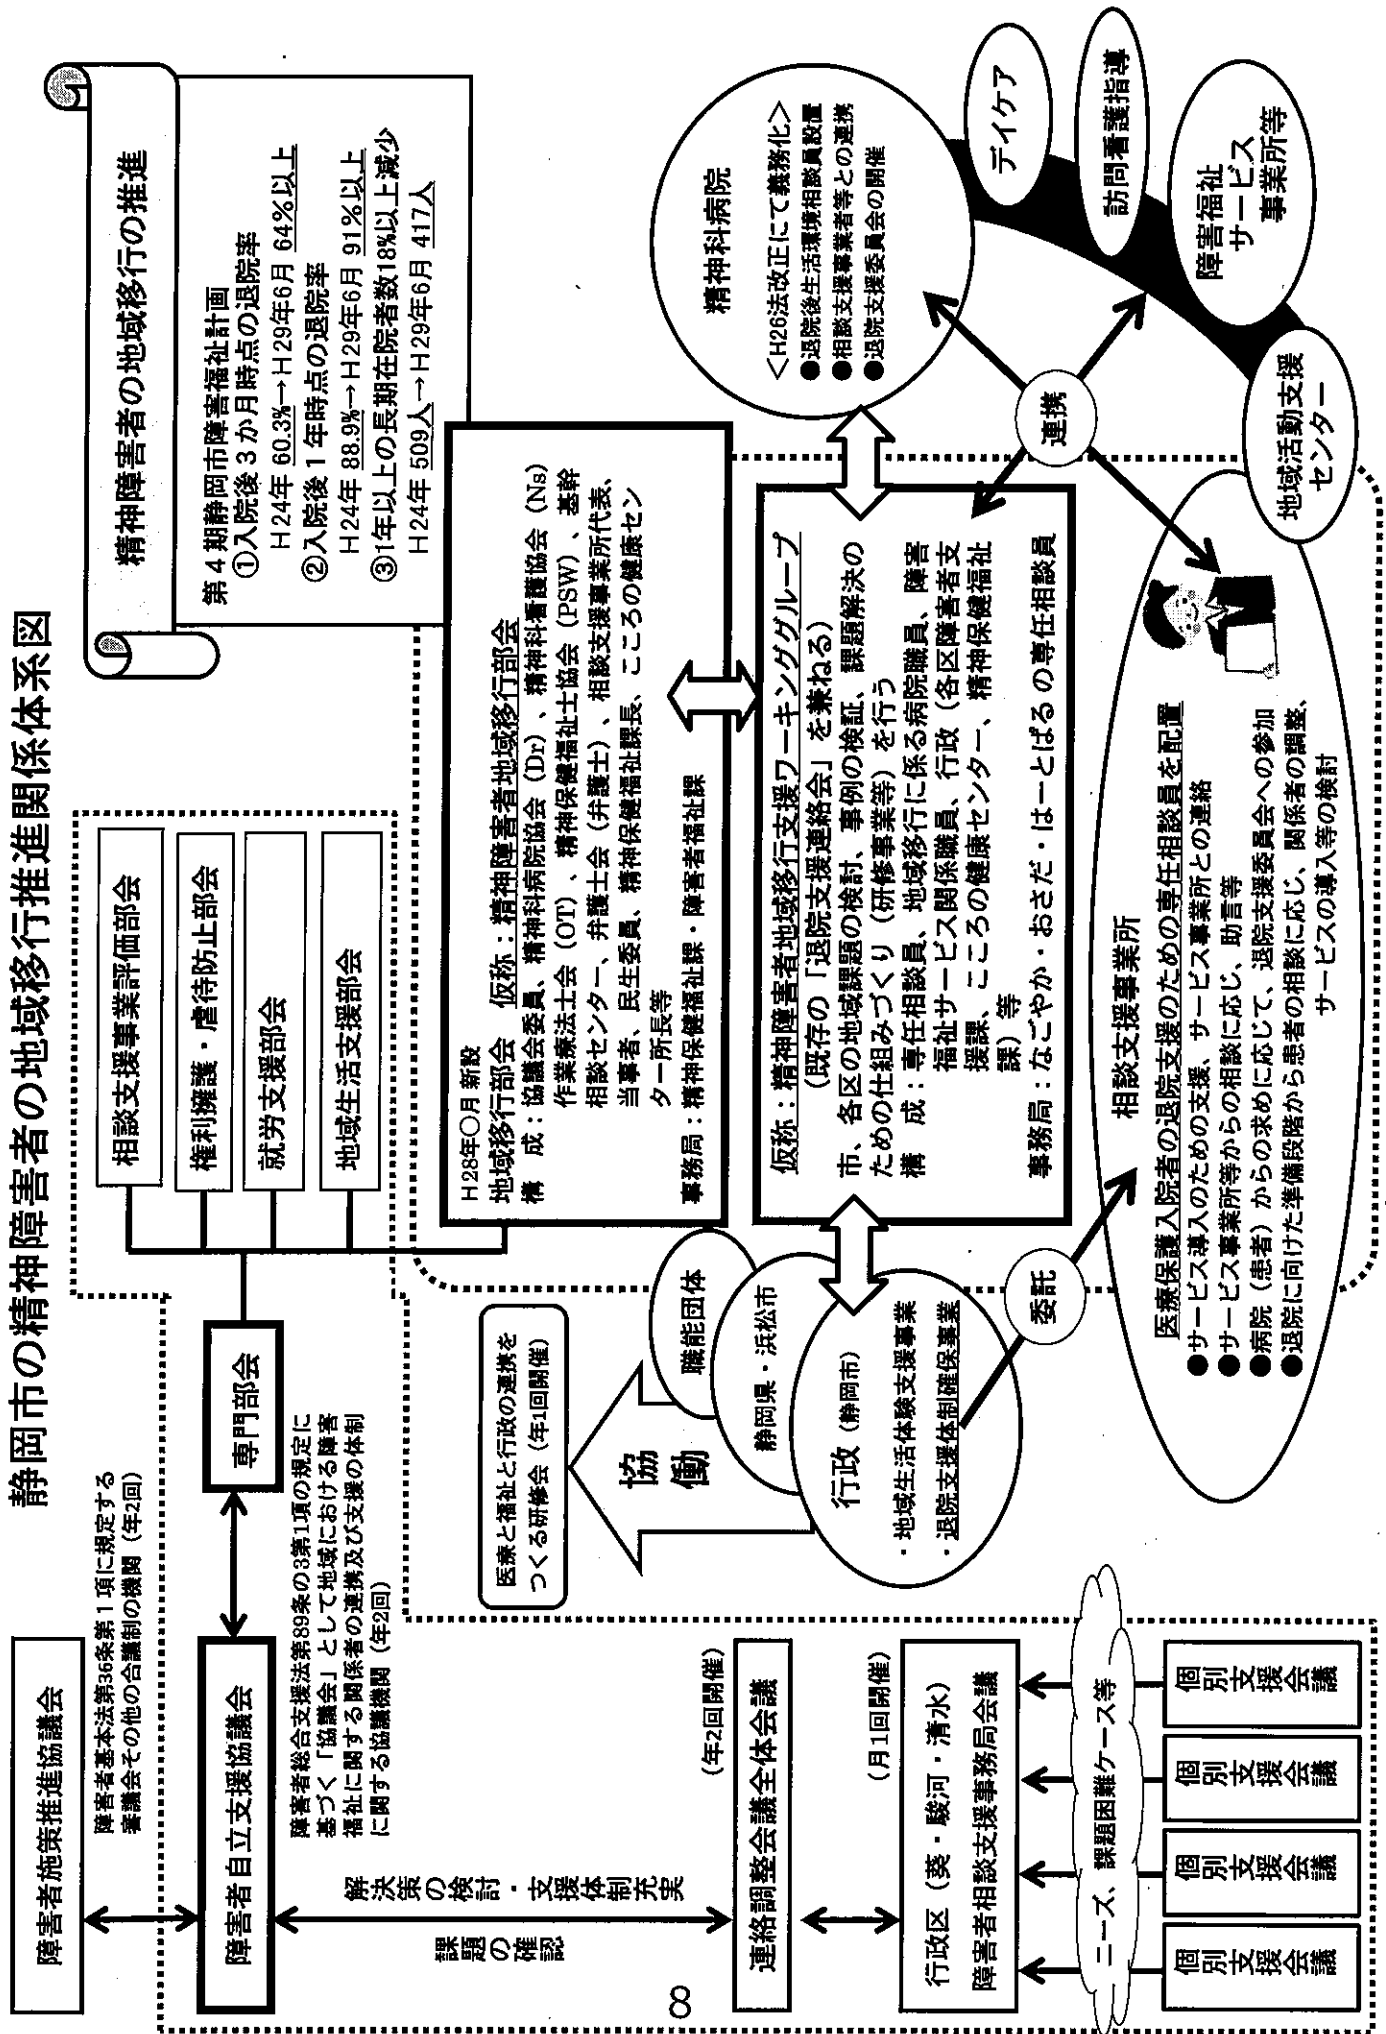 静岡市の精神障害者の地域移行推進関係体系図
障害者施策推進協議会
障害者基本法第36条第1項に規定する
審議会その他の合議制の機関（年2回）
障害者自立支援協議会
障害者総合支援法第89条の3第1項の規定に
基づく「協議会」として地域における障害
福祉に関する関係者の連携及び支援の体制
に関する協議機関（年2回）
解決策の検討・支援体制充実
課題の確認
（年2回開催）
連絡調整会議全体会議
（月1回開催）
行政区（葵・駿河・清水）
障害者相談支援事務局会議
ニーズ、課題困難ケース等
個別支援会議
個別支援会議
個別支援会議
個別支援会議
専門部会
相談支援事業評価部会
権利擁護・虐待防止部会
就労支援部会
地域生活支援部会
精神障害者の地域移行の推進
第4期静岡市障害福祉計画
①入院後3か月時点の退院率
H24年 60.3%→H29年6月 64%以上
②入院後1年時点の退院率
H24年 88.9%→H29年6月 91%以上
③1年以上の長期在院者数18%以上減少
H24年 509人→H29年6月 417人
H28年〇月新設
地域移行部会 仮称：精神障害者地域移行部会
構　成：協議会委員、精神科病院協会（Dr）、精神科看護協会（Ns）
作業療法士会（OT）、精神保健福祉士協会（PSW）、基幹
相談センター、弁護士会（弁護士）、相談支援事業所代表、
当事者、民生委員、精神保健福祉課長、こころの健康セン
ター所長等
事務局：精神保健福祉課・障害者福祉課
医療と福祉と行政の連携を
つくる研修会（年1回開催）
協働
職能団体
静岡県・浜松市
行政（静岡市）
・地域生活体験支援事業
・退院支援体制確保事業
委託
仮称：精神障害者地域移行支援ワーキンググループ
（既存の「退院支援連絡会」を兼ねる）
市、各区の地域課題の検討、事例の検証、課題解決の
ための仕組みづくり（研修事業等）を行う
構　成：専任相談員、地域移行に係る病院職員、障害
福祉サービス関係職員、行政（各区障害者支
援課、こころの健康センター、精神保健福祉
課）等
事務局：なごやか・おさだ・はーとぱるの専任相談員
精神科病院
＜H26法改正にて義務化＞
●退院後生活環境相談員設置
●相談支援事業者等との連携
●退院支援委員会の開催
連携
デイケア
訪問看護指導
障害福祉
サービス
事業所等
地域活動支援
センター
相談支援事業所
医療保護入院者の退院支援のための専任相談員を配置
●サービス導入のための支援、サービス事業所との連絡
●サービス事業所等からの相談に応じ、助言等
●病院（患者）からの求めに応じて、退院支援委員会への参加
●退院に向けた準備段階から患者の相談に応じ、関係者の調整、
サービスの導入等の検討
8